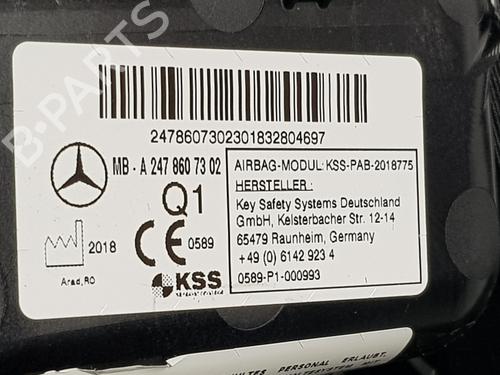 B-PARTS
2478607302301832804697
MB - A 247 860 73 02
Q1
2018
Arad, RO
CE 0589
KSS
AIRBAG-MODUL: KSS-PAB-2018775
HERSTELLER :
Key Safety Systems Deutschland
GmbH, Kelsterbacher Str. 12-14
65479 Raunheim, Germany
+49 (0) 6142 923 4
0589-P1-000993
PERSONAL ERLAUBT.